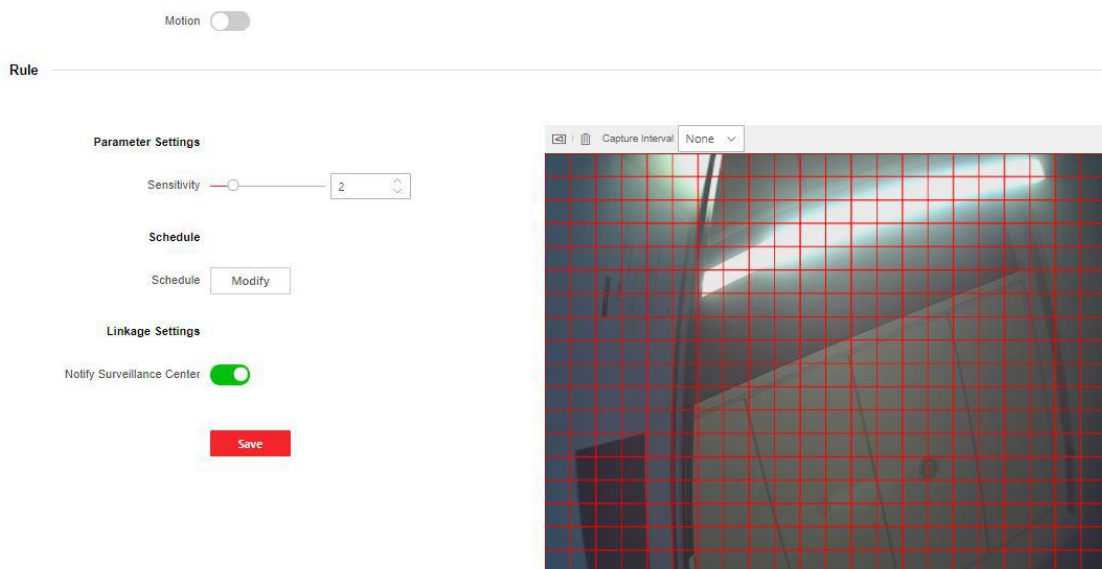 Motion
Rule
Parameter Settings
Capture Interval None
Sensitivity 2
Schedule
Schedule Modify
Linkage Settings
Notify Surveillance Center
Save